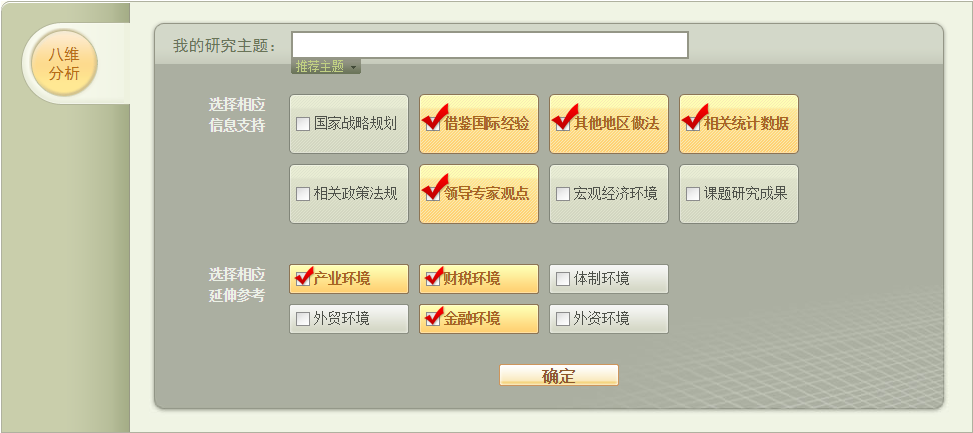 八维
分析
我的研究主题：
推荐主题
选择相应
信息支持
国家战略规划
借鉴国际经验
其他地区做法
相关统计数据
相关政策法规
领导专家观点
宏观经济环境
课题研究成果
选择相应
延伸参考
产业环境
财税环境
体制环境
外贸环境
金融环境
外资环境
确定